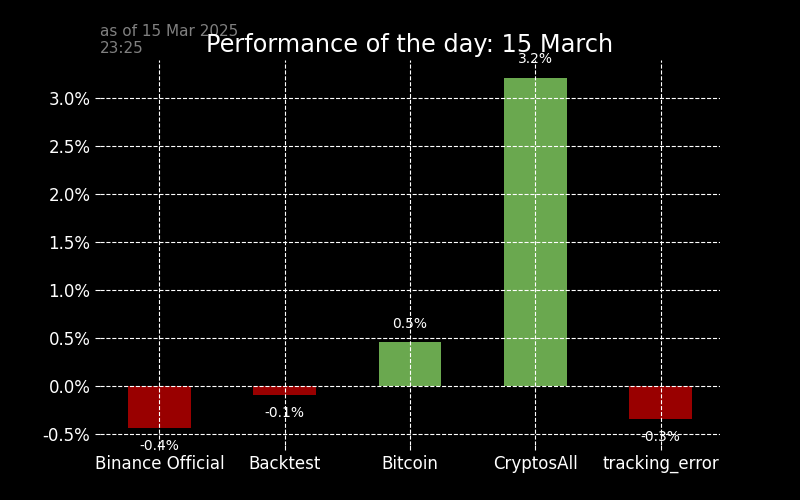 as of 15 Mar 2025
23:25
Performance of the day: 15 March
3.2%
3.0%
2.5%
2.0%
1.5%
1.0%
0.5%
0.5%
0.0%
-0.1%
-0.5%
-0.4%
-0.3%
Binance Official
Backtest
Bitcoin
CryptosAll
tracking_error